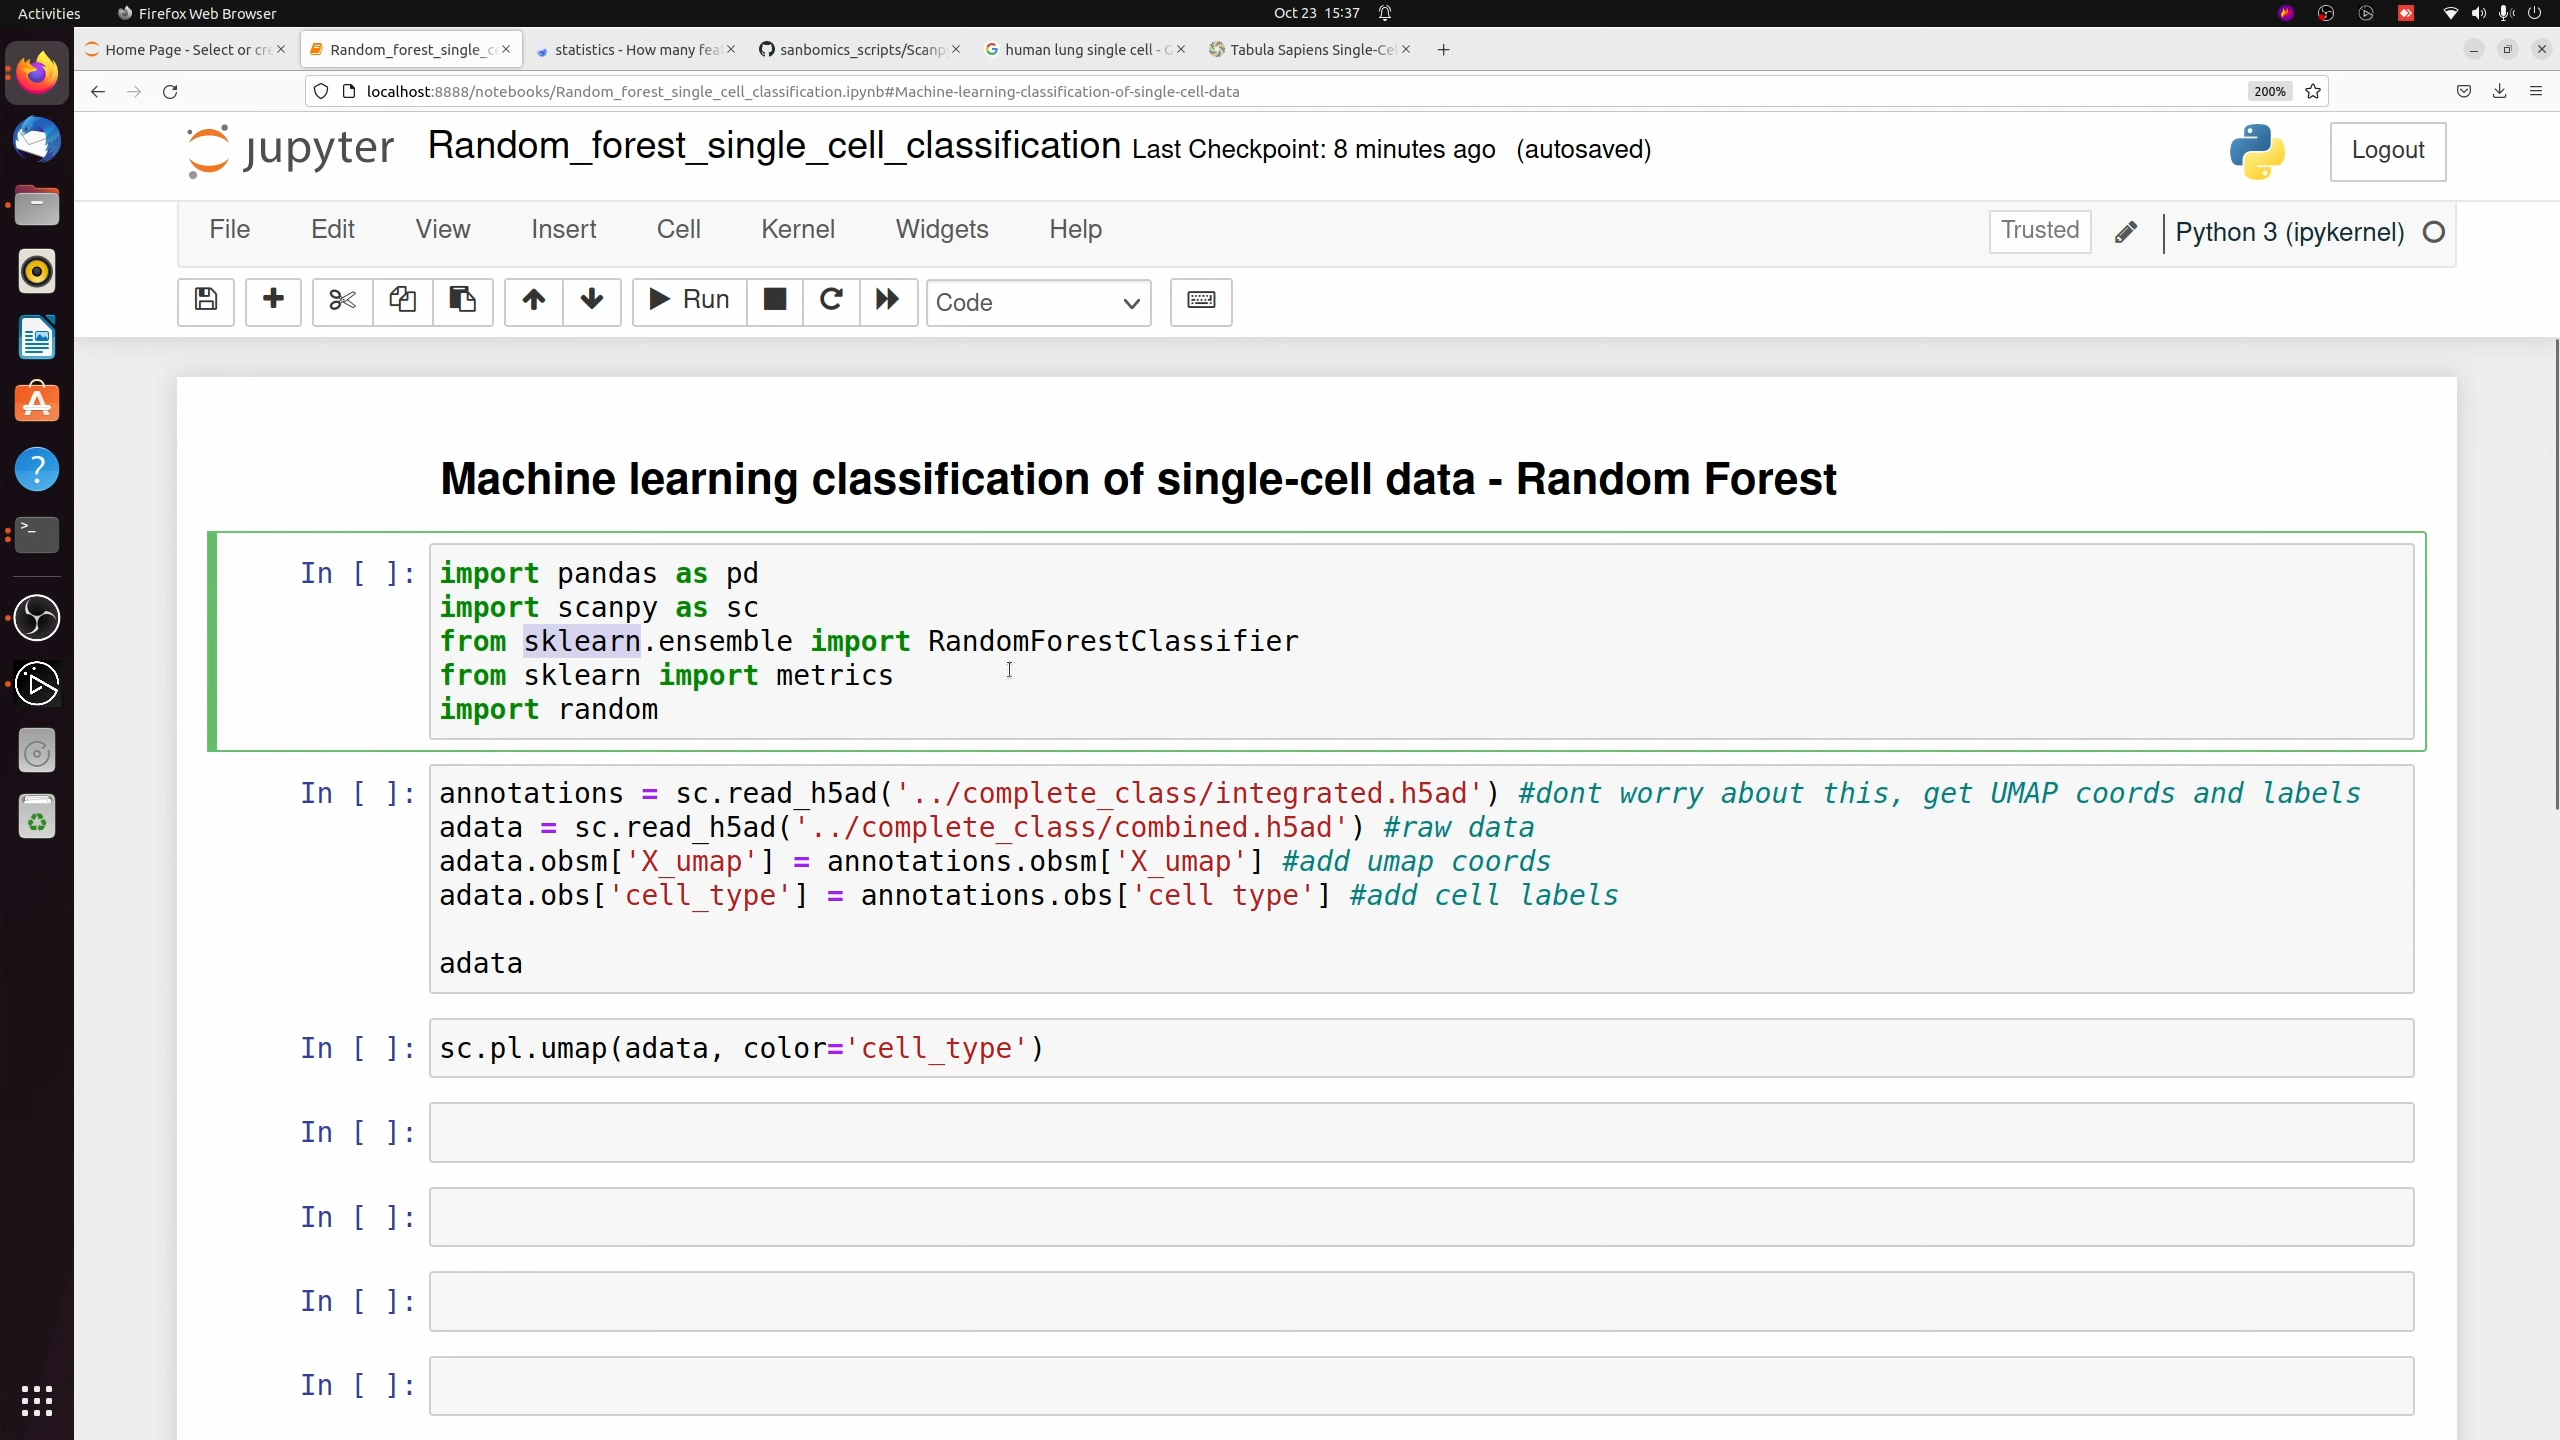 Activities Firefox Web Browser Oct 23 15:37
Home Page - Select or cre Random_forest_single_ce statistics - How many fea sanbomics_scripts/Scanp human lung single cell - G Tabula Sapiens Single-Cel
localhost:8888/notebooks/Random_forest_single_cell_classification.ipynb#Machine-learning-classification-of-single-cell-data 200%
jupyter Random_forest_single_cell_classification Last Checkpoint: 8 minutes ago (autosaved) Logout
File Edit View Insert Cell Kernel Widgets Help Trusted Python 3 (ipykernel)
Run Code
Machine learning classification of single-cell data - Random Forest
In [ ]: import pandas as pd
import scanpy as sc
from sklearn.ensemble import RandomForestClassifier
from sklearn import metrics
import random
In [ ]: annotations = sc.read_h5ad('../complete_class/integrated.h5ad') #dont worry about this, get UMAP coords and labels
adata = sc.read_h5ad('../complete_class/combined.h5ad') #raw data
adata.obsm['X_umap'] = annotations.obsm['X_umap'] #add umap coords
adata.obs['cell_type'] = annotations.obs['cell type'] #add cell labels
adata
In [ ]: sc.pl.umap(adata, color='cell_type')
In [ ]:
In [ ]:
In [ ]:
In [ ]: